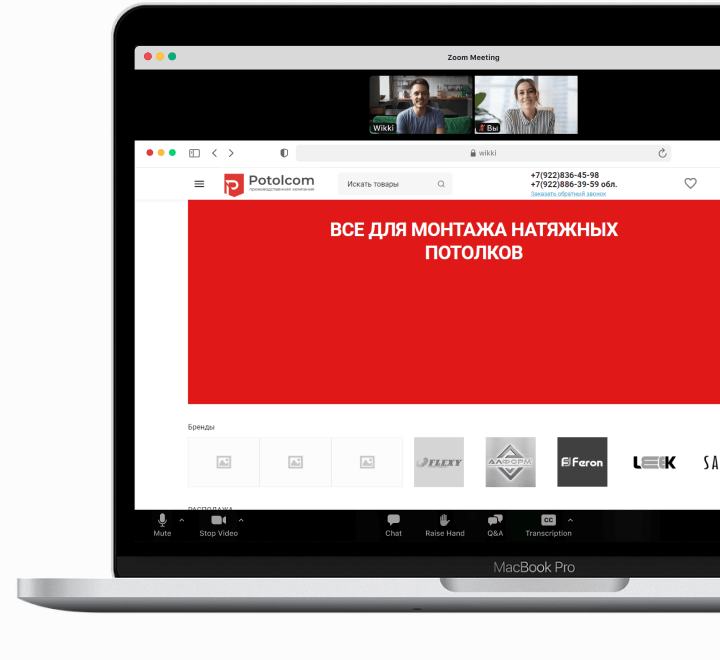 Zoom Meeting
Wikki
Вы
wikki
Potolcom
производственная компания
Искать товары
+7(922)836-45-98
+7(922)886-39-59 обл.
Заказать обратный звонок
ВСЕ ДЛЯ МОНТАЖА НАТЯЖНЫХ
ПОТОЛКОВ
Бренды
FLEXY
АЛФОРМ
Feron
LEEK
SA
РАСПРОДАЖА
Mute
Stop Video
Chat
Raise Hand
Q&A
CC
Transcription
MacBook Pro